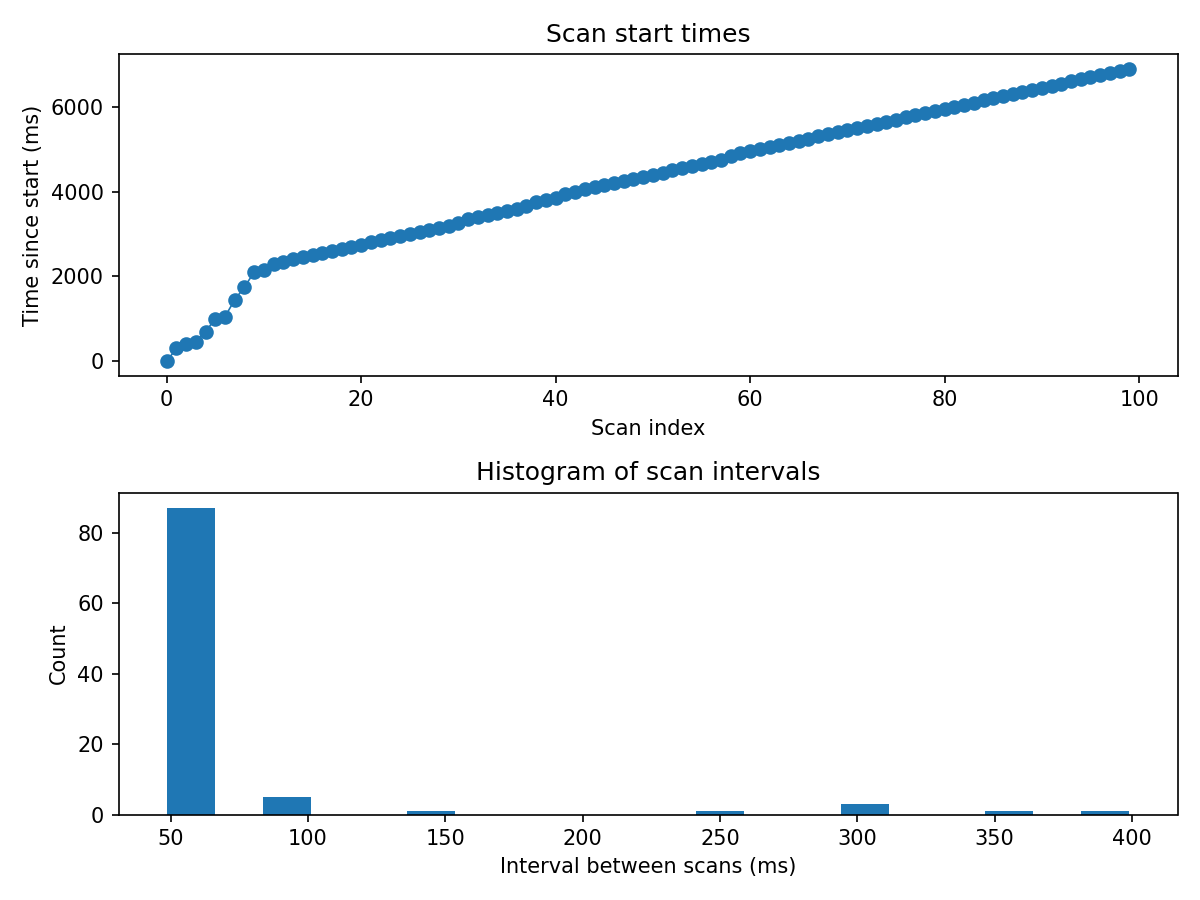 Scan start times
Time since start (ms)
6000
4000
2000
0
0 20 40 60 80 100
Scan index
Histogram of scan intervals
Count
80
60
40
20
0
50 100 150 200 250 300 350 400
Interval between scans (ms)